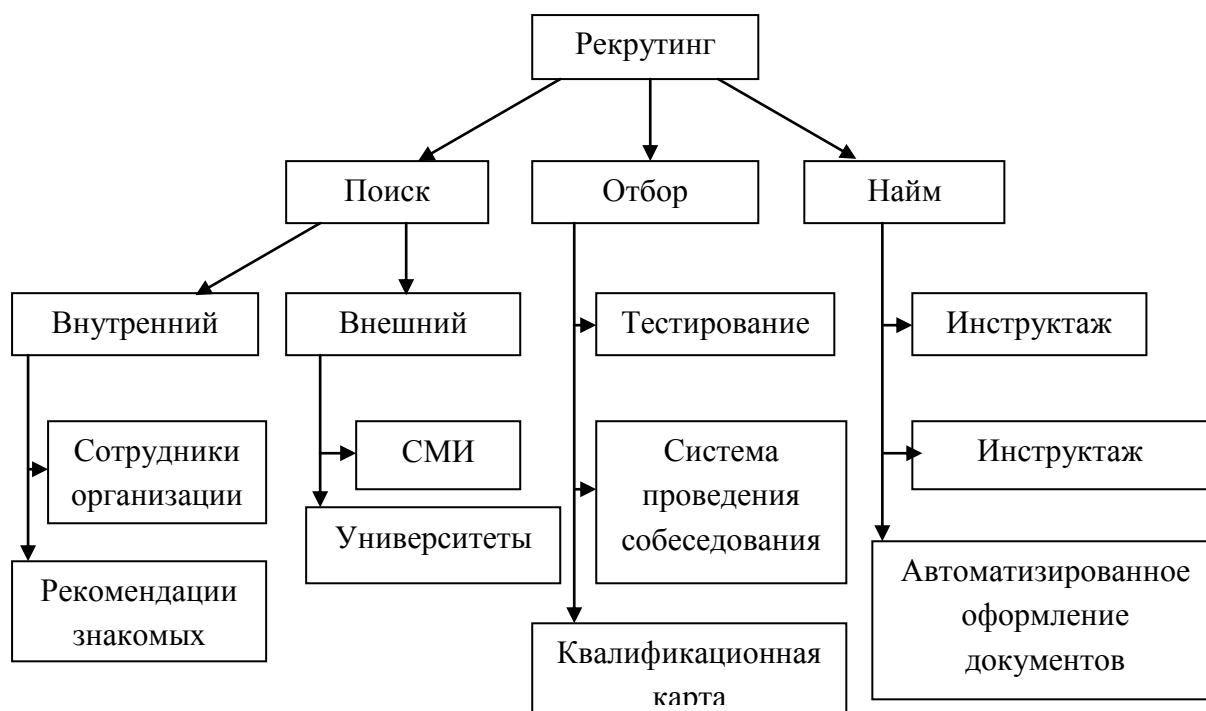 Рекрутинг
Поиск
Отбор
Найм
Внутренний
Внешний
Тестирование
Инструктаж
Сотрудники
организации
СМИ
Система
проведения
собеседования
Инструктаж
Университеты
Рекомендации
знакомых
Автоматизированное
оформление
документов
Квалификационная
карта